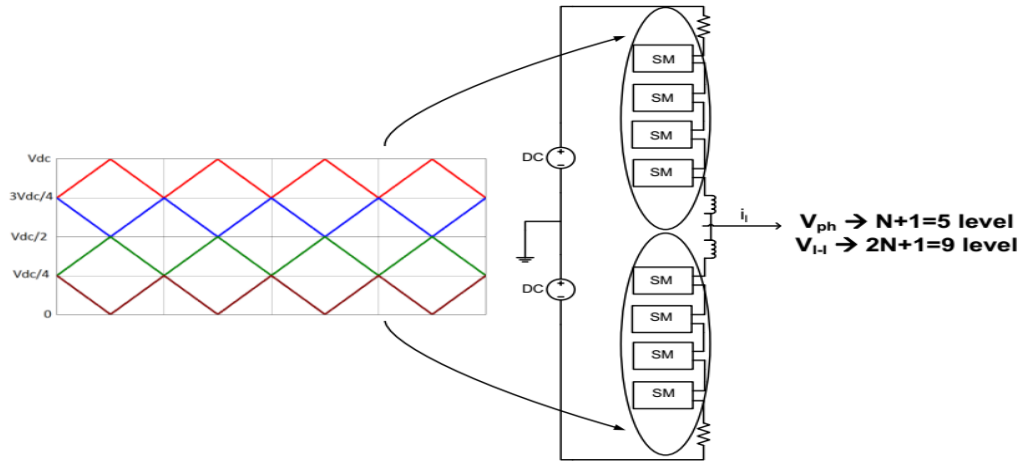 Vdc
3Vdc/4
Vdc/2
Vdc/4
0
SM
SM
SM
SM
DC
+
−
DC
+
−
iₗ
SM
SM
SM
SM
Vph → N+1=5 level
Vl-l → 2N+1=9 level